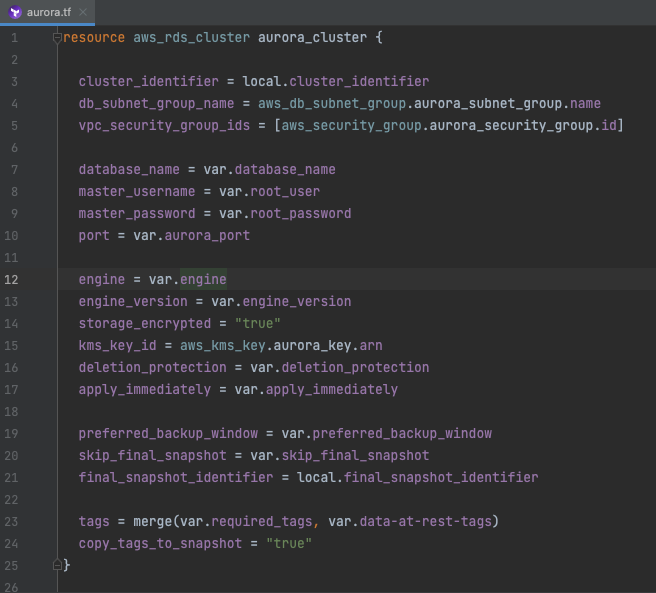 aurora.tf
1 resource aws_rds_cluster aurora_cluster {
2
3 cluster_identifier = local.cluster_identifier
4 db_subnet_group_name = aws_db_subnet_group.aurora_subnet_group.name
5 vpc_security_group_ids = [aws_security_group.aurora_security_group.id]
6
7 database_name = var.database_name
8 master_username = var.root_user
9 master_password = var.root_password
10 port = var.aurora_port
11
12 engine = var.engine
13 engine_version = var.engine_version
14 storage_encrypted = "true"
15 kms_key_id = aws_kms_key.aurora_key.arn
16 deletion_protection = var.deletion_protection
17 apply_immediately = var.apply_immediately
18
19 preferred_backup_window = var.preferred_backup_window
20 skip_final_snapshot = var.skip_final_snapshot
21 final_snapshot_identifier = local.final_snapshot_identifier
22
23 tags = merge(var.required_tags, var.data-at-rest-tags)
24 copy_tags_to_snapshot = "true"
25 }
26